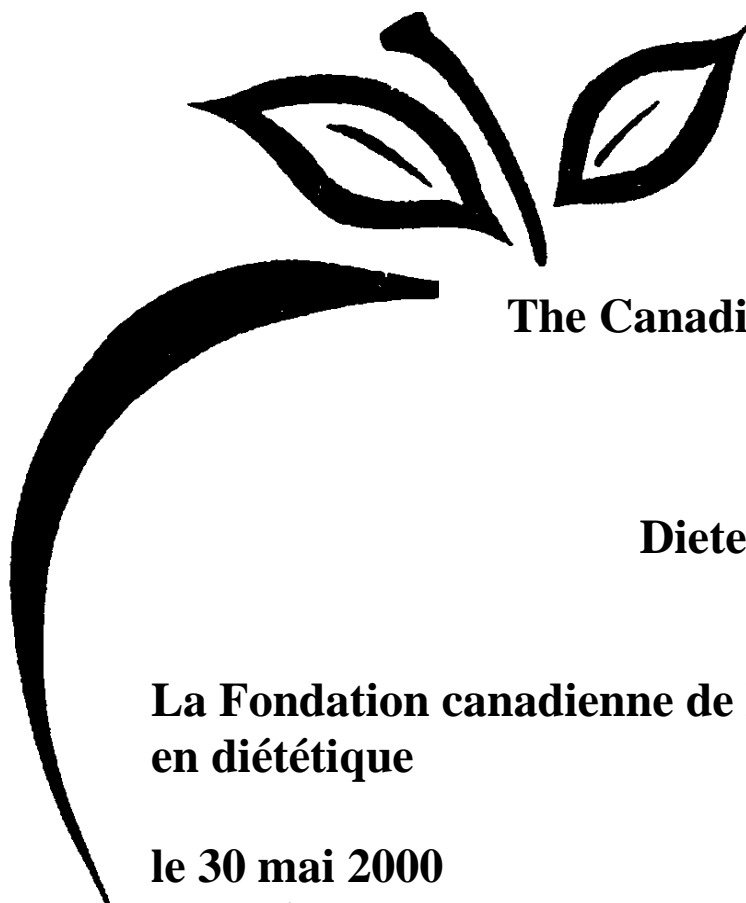 The Canadi
Diete
La Fondation canadienne de
en diététique
le 30 mai 2000